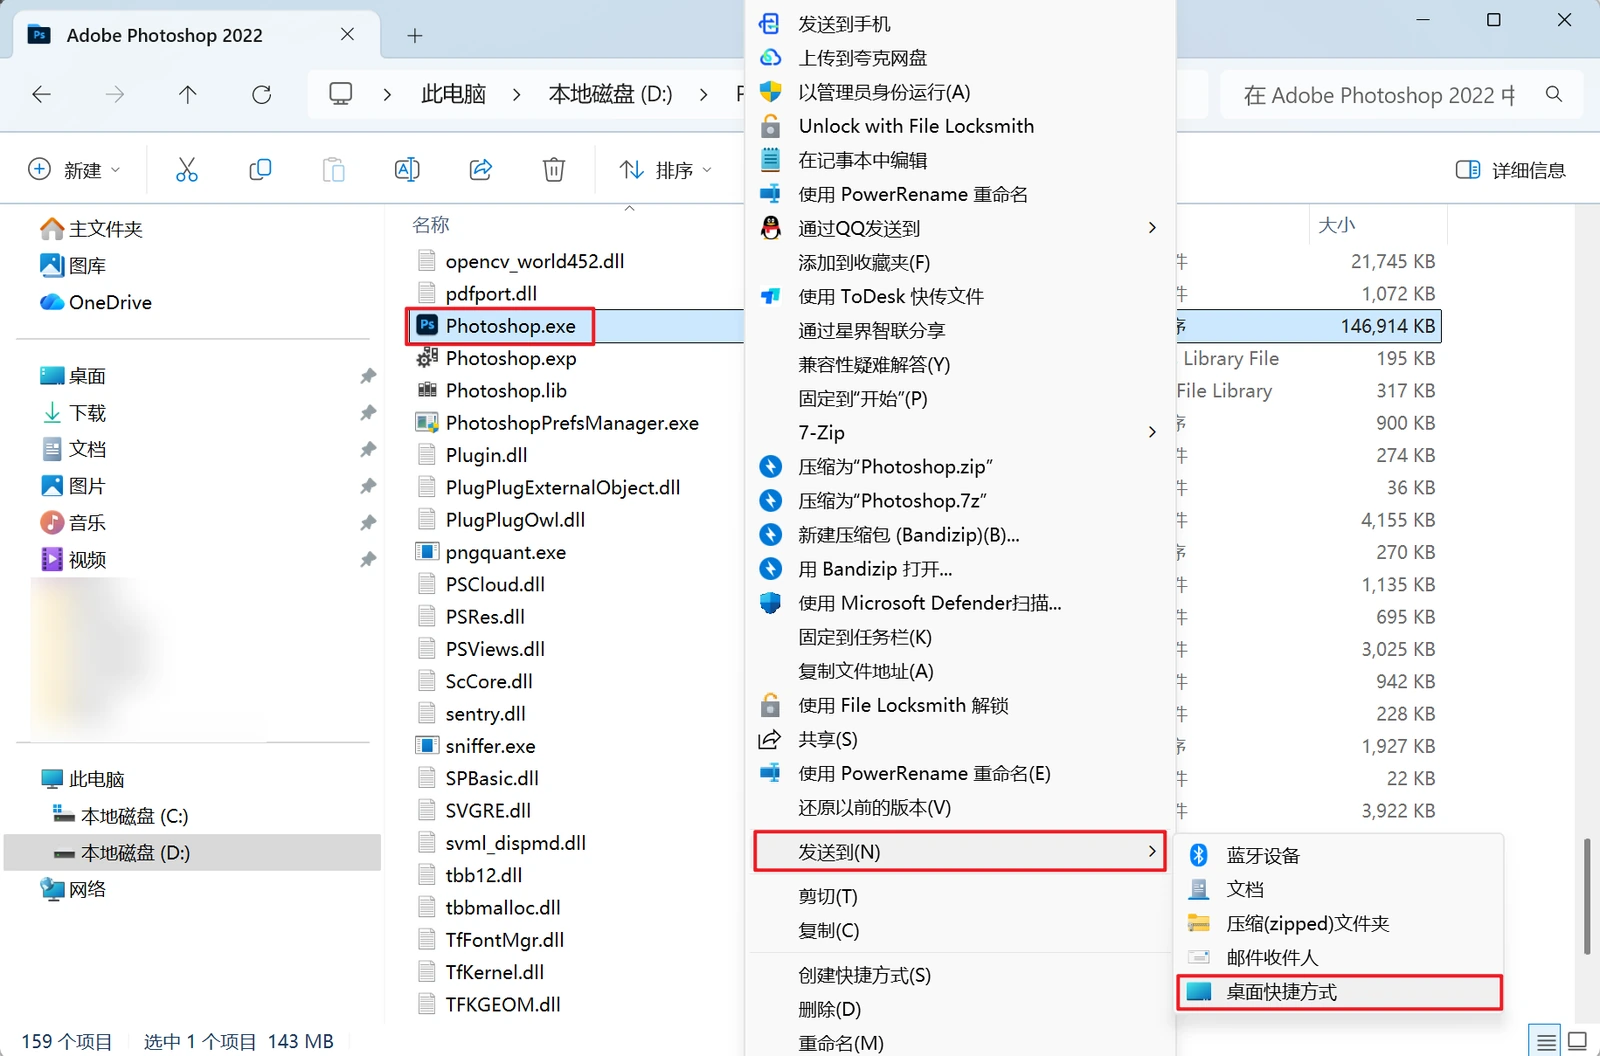 Adobe Photoshop 2022
此电脑 本地磁盘 (D:)
在 Adobe Photoshop 2022 中
新建
排序
详细信息
主文件夹
图库
OneDrive
桌面
下载
文档
图片
音乐
视频
此电脑
本地磁盘 (C:)
本地磁盘 (D:)
网络
名称
大小
opencv_world452.dll
件 21,745 KB
pdfport.dll
件 1,072 KB
Photoshop.exe
序 146,914 KB
Photoshop.exp
Library File 195 KB
Photoshop.lib
File Library 317 KB
PhotoshopPrefsManager.exe
序 900 KB
Plugin.dll
件 274 KB
PlugPlugExternalObject.dll
件 36 KB
PlugPlugOwl.dll
件 4,155 KB
pngquant.exe
序 270 KB
PSCloud.dll
件 1,135 KB
PSRes.dll
件 695 KB
PSViews.dll
件 3,025 KB
ScCore.dll
件 942 KB
sentry.dll
件 228 KB
sniffer.exe
序 1,927 KB
SPBasic.dll
件 22 KB
SVGRE.dll
件 3,922 KB
svml_dispmd.dll
tbb12.dll
tbbmalloc.dll
TfFontMgr.dll
TfKernel.dll
TFKGEOM.dll
发送到手机
上传到夸克网盘
以管理员身份运行(A)
Unlock with File Locksmith
在记事本中编辑
使用 PowerRename 重命名
通过QQ发送到
添加到收藏夹(F)
使用 ToDesk 快传文件
通过星界智联分享
兼容性疑难解答(Y)
固定到“开始”(P)
7-Zip
压缩为“Photoshop.zip”
压缩为“Photoshop.7z”
新建压缩包 (Bandizip)(B)...
用 Bandizip 打开...
使用 Microsoft Defender扫描...
固定到任务栏(K)
复制文件地址(A)
使用 File Locksmith 解锁
共享(S)
使用 PowerRename 重命名(E)
还原以前的版本(V)
发送到(N)
剪切(T)
复制(C)
创建快捷方式(S)
删除(D)
重命名(M)
蓝牙设备
文档
压缩(zipped)文件夹
邮件收件人
桌面快捷方式
159 个项目 选中 1 个项目 143 MB